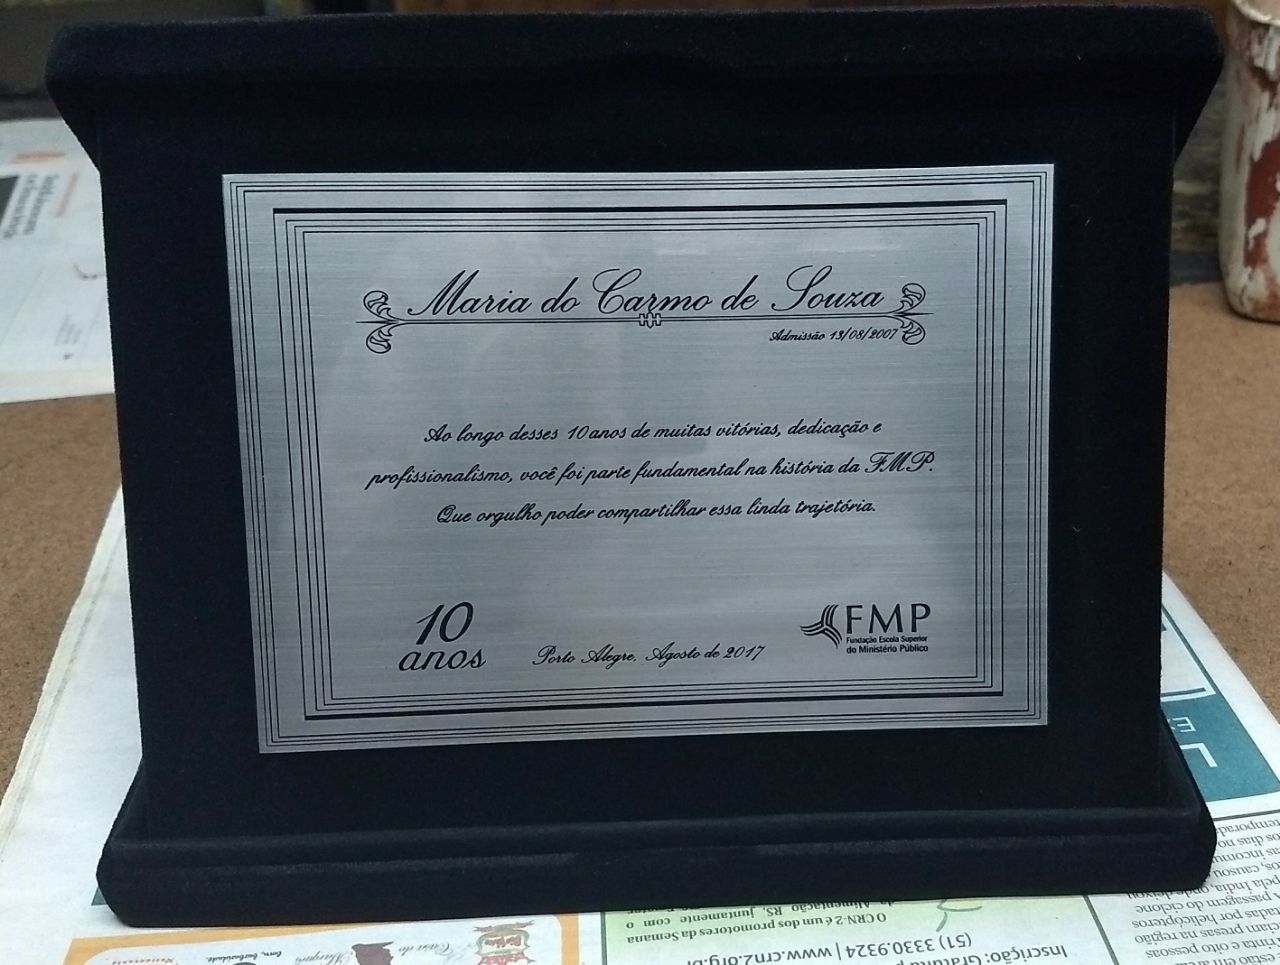 Maria do Carmo de Souza
Admissão 13/08/2007
Ao longo desses 10 anos de muitas vitórias, dedicação e
profissionalismo, você foi parte fundamental na história da FMP.
Que orgulho poder compartilhar essa linda trajetória.
10
anos
Porto Alegre, Agosto de 2017
FMP
Fundação Escola Superior
do Ministério Público
Inscrição: Gratuita
(51) 3330.9324 | www.crn2.org.br
O CRN-2 é um dos promotores da Semana
da Alimentação RS, juntamente com o